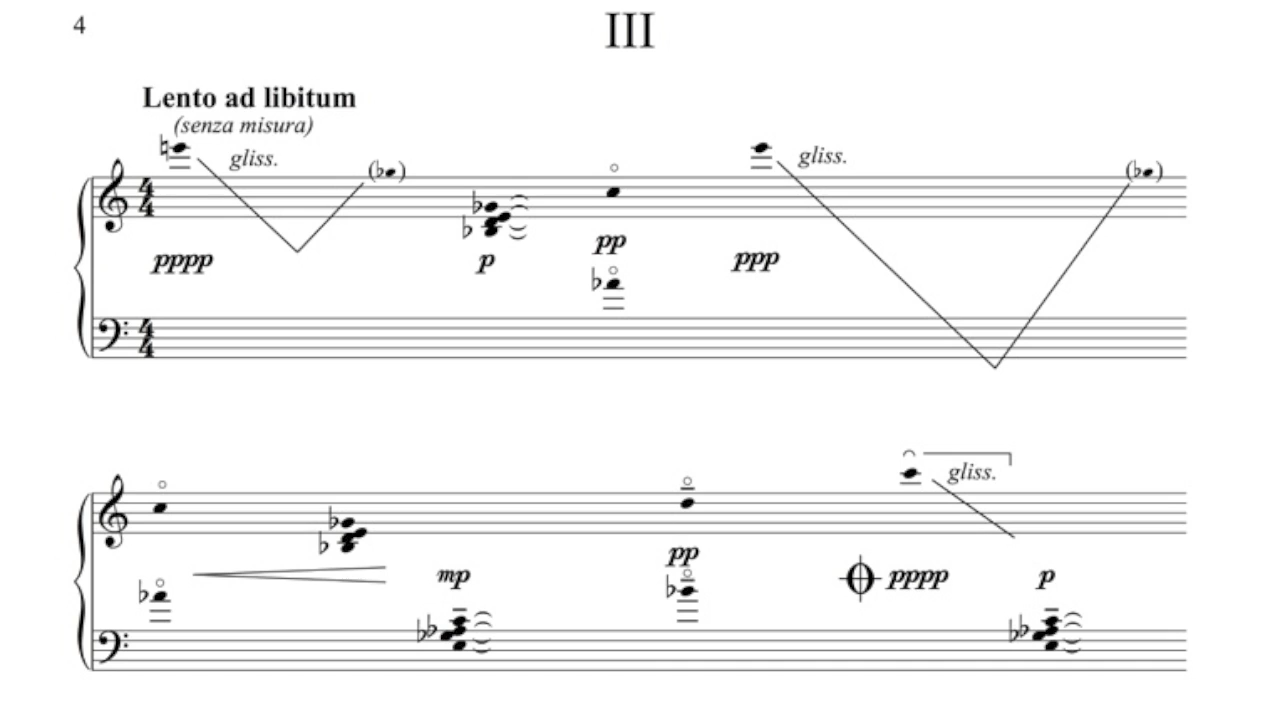 4
III
Lento ad libitum
(senza misura)
gliss. gliss.
pppp p pp ppp
gliss.
mp pp pppp p